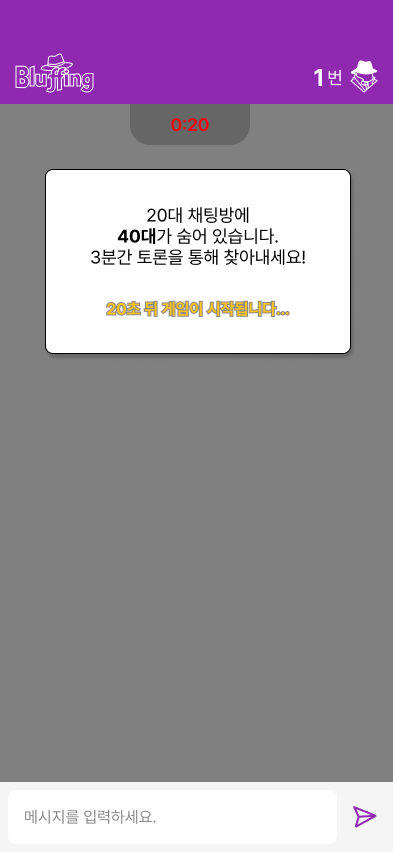 Bluffing
1번
0:20
20대 채팅방에
40대가 숨어 있습니다.
3분간 토론을 통해 찾아내세요!
20초 뒤 게임이 시작됩니다...
메시지를 입력하세요.